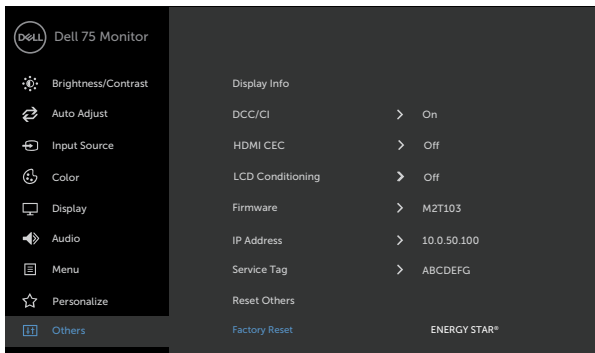 DELL Dell 75 Monitor
Brightness/Contrast Display Info
Auto Adjust DCC/CI On
Input Source HDMI CEC Off
Color LCD Conditioning Off
Display Firmware M2T103
Audio IP Address 10.0.50.100
Menu Service Tag ABCDEFG
Personalize Reset Others
Others Factory Reset ENERGY STAR®